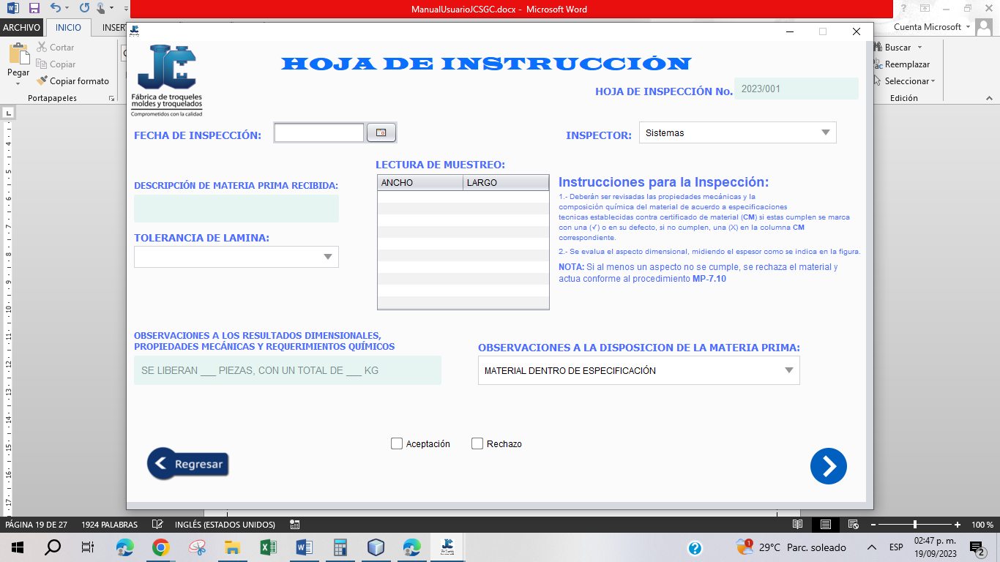 ManualUsuarioJCSGC.docx - Microsoft Word
ARCHIVO
INICIO
INSERT
Cuenta Microsoft
Pegar
Cortar
Copiar
Copiar formato
Portapapeles
Buscar
Reemplazar
Seleccionar
Edición
JC
Fábrica de troqueles
moldes y troquelados
Comprometidos con la calidad
HOJA DE INSTRUCCIÓN
HOJA DE INSPECCIÓN No. 2023/001
FECHA DE INSPECCIÓN:
INSPECTOR: Sistemas
LECTURA DE MUESTREO:
ANCHO LARGO
DESCRIPCIÓN DE MATERIA PRIMA RECIBIDA:
TOLERANCIA DE LAMINA:
Instrucciones para la Inspección:
1.- Deberán ser revisadas las propiedades mecánicas y la
composición química del material de acuerdo a especificaciones
tecnicas establecidas contra certificado de material (CM) si estas cumplen se marca
con una (✓) o en su defecto, si no cumplen, una (X) en la columna CM
correspondiente.
2.- Se evalua el aspecto dimensional, midiendo el espesor como se indica en la figura.
NOTA: Si al menos un aspecto no se cumple, se rechaza el material y
actua conforme al procedimiento MP-7.10
OBSERVACIONES A LOS RESULTADOS DIMENSIONALES,
PROPIEDADES MECÁNICAS Y REQUERIMIENTOS QUÍMICOS
SE LIBERAN ___ PIEZAS, CON UN TOTAL DE ___ KG
OBSERVACIONES A LA DISPOSICION DE LA MATERIA PRIMA:
MATERIAL DENTRO DE ESPECIFICACIÓN
Aceptación
Rechazo
Regresar
PÁGINA 19 DE 27
1924 PALABRAS
INGLÉS (ESTADOS UNIDOS)
100 %
29°C Parc. soleado
ESP
02:47 p. m.
19/09/2023
2